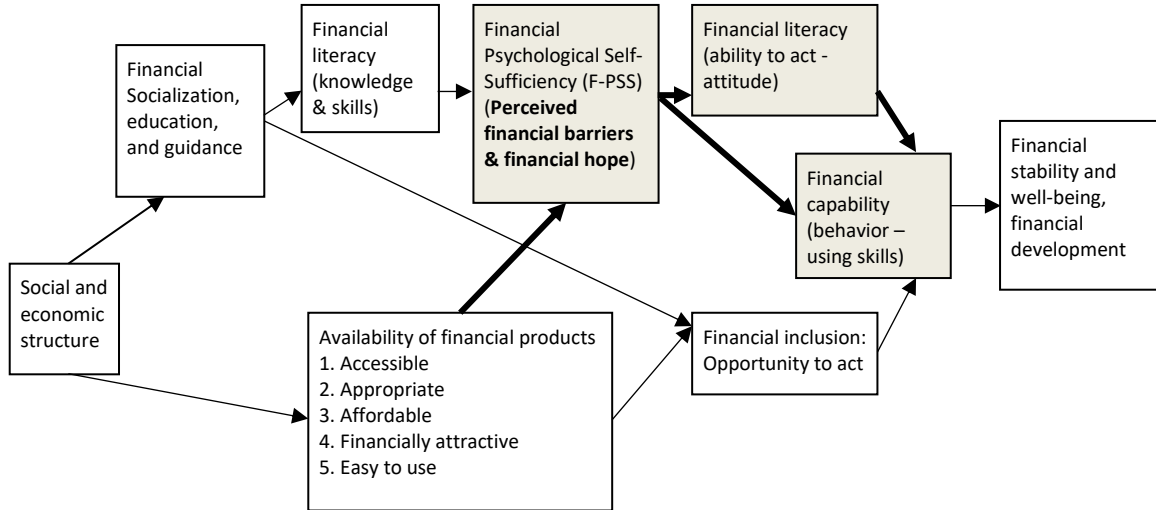 Financial
Socialization,
education,
and guidance
Financial
literacy
(knowledge
& skills)
Financial
Psychological Self-
Sufficiency (F-PSS)
(Perceived
financial barriers
& financial hope)
Financial literacy
(ability to act -
attitude)
Financial
capability
(behavior –
using skills)
Financial
stability and
well-being,
financial
development
Social and
economic
structure
Availability of financial products
1. Accessible
2. Appropriate
3. Affordable
4. Financially attractive
5. Easy to use
Financial inclusion:
Opportunity to act